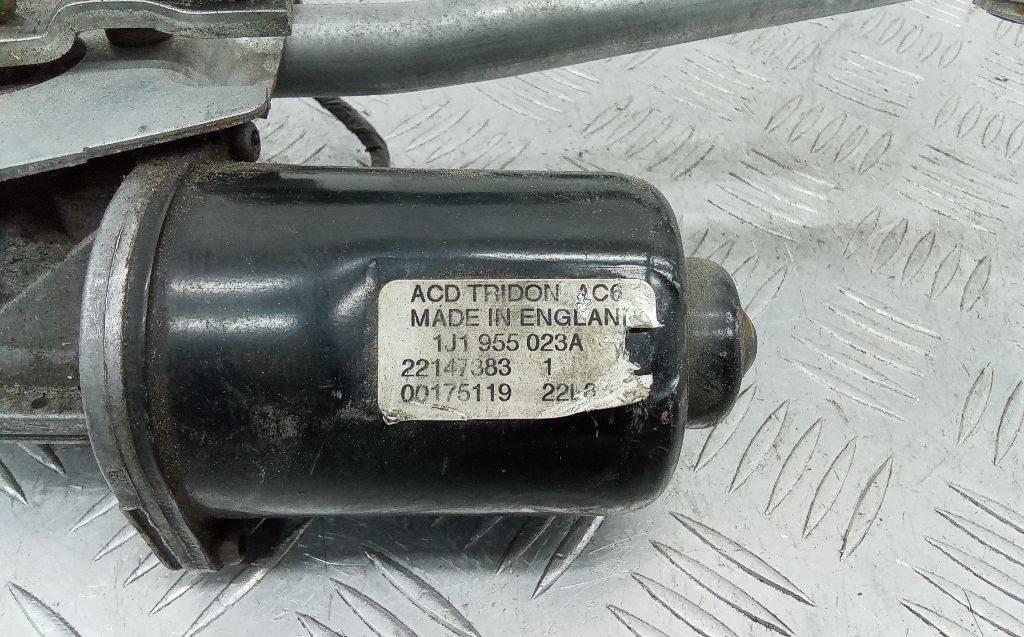 ACD TRIDON AC6
MADE IN ENGLAN
1J1 955 023A
22147383 1
00175119 22L8